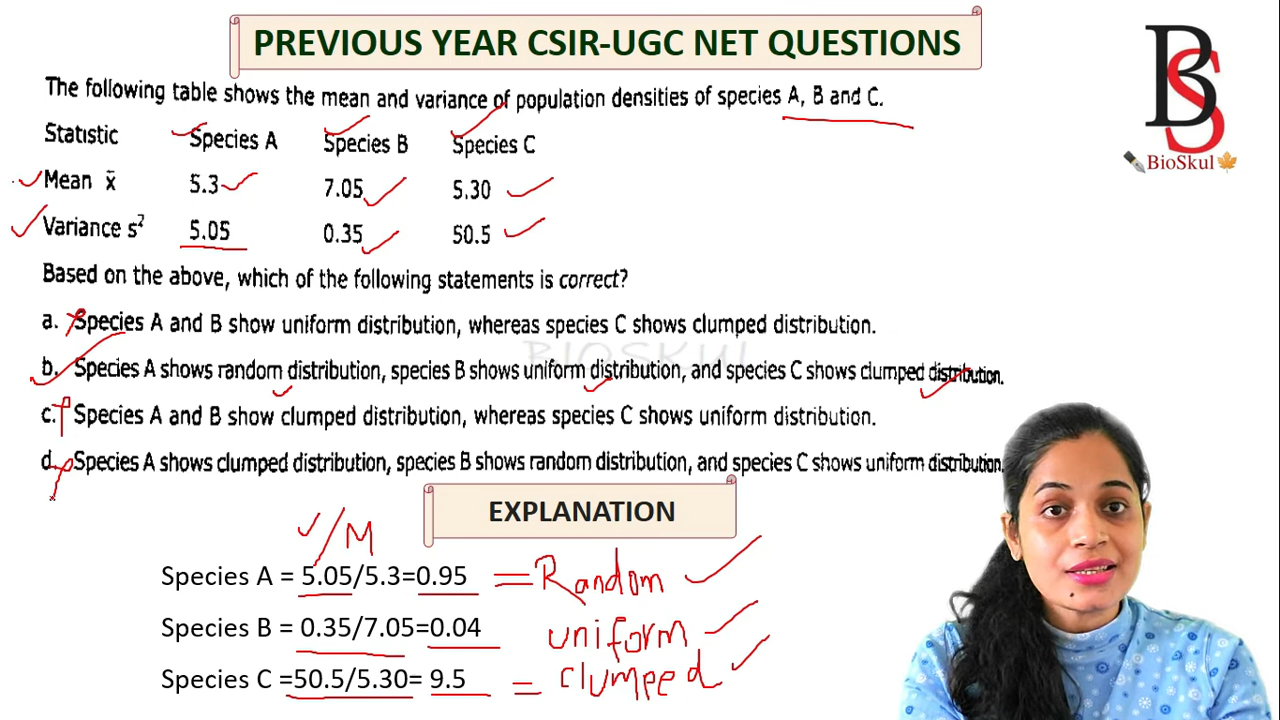 PREVIOUS YEAR CSIR-UGC NET QUESTIONS
BS
BioSkul
The following table shows the mean and variance of population densities of species A, B and C.
Statistic Species A Species B Species C
Mean x̄ 5.3 7.05 5.30
Variance s² 5.05 0.35 50.5
Based on the above, which of the following statements is correct?
a. Species A and B show uniform distribution, whereas species C shows clumped distribution.
BIOSKUL
b. Species A shows random distribution, species B shows uniform distribution, and species C shows clumped distribution.
c. Species A and B show clumped distribution, whereas species C shows uniform distribution.
d. Species A shows clumped distribution, species B shows random distribution, and species C shows uniform distribution.
EXPLANATION
V/M
Species A = 5.05/5.3=0.95 = Random
Species B = 0.35/7.05=0.04 uniform
Species C =50.5/5.30= 9.5 = clumped